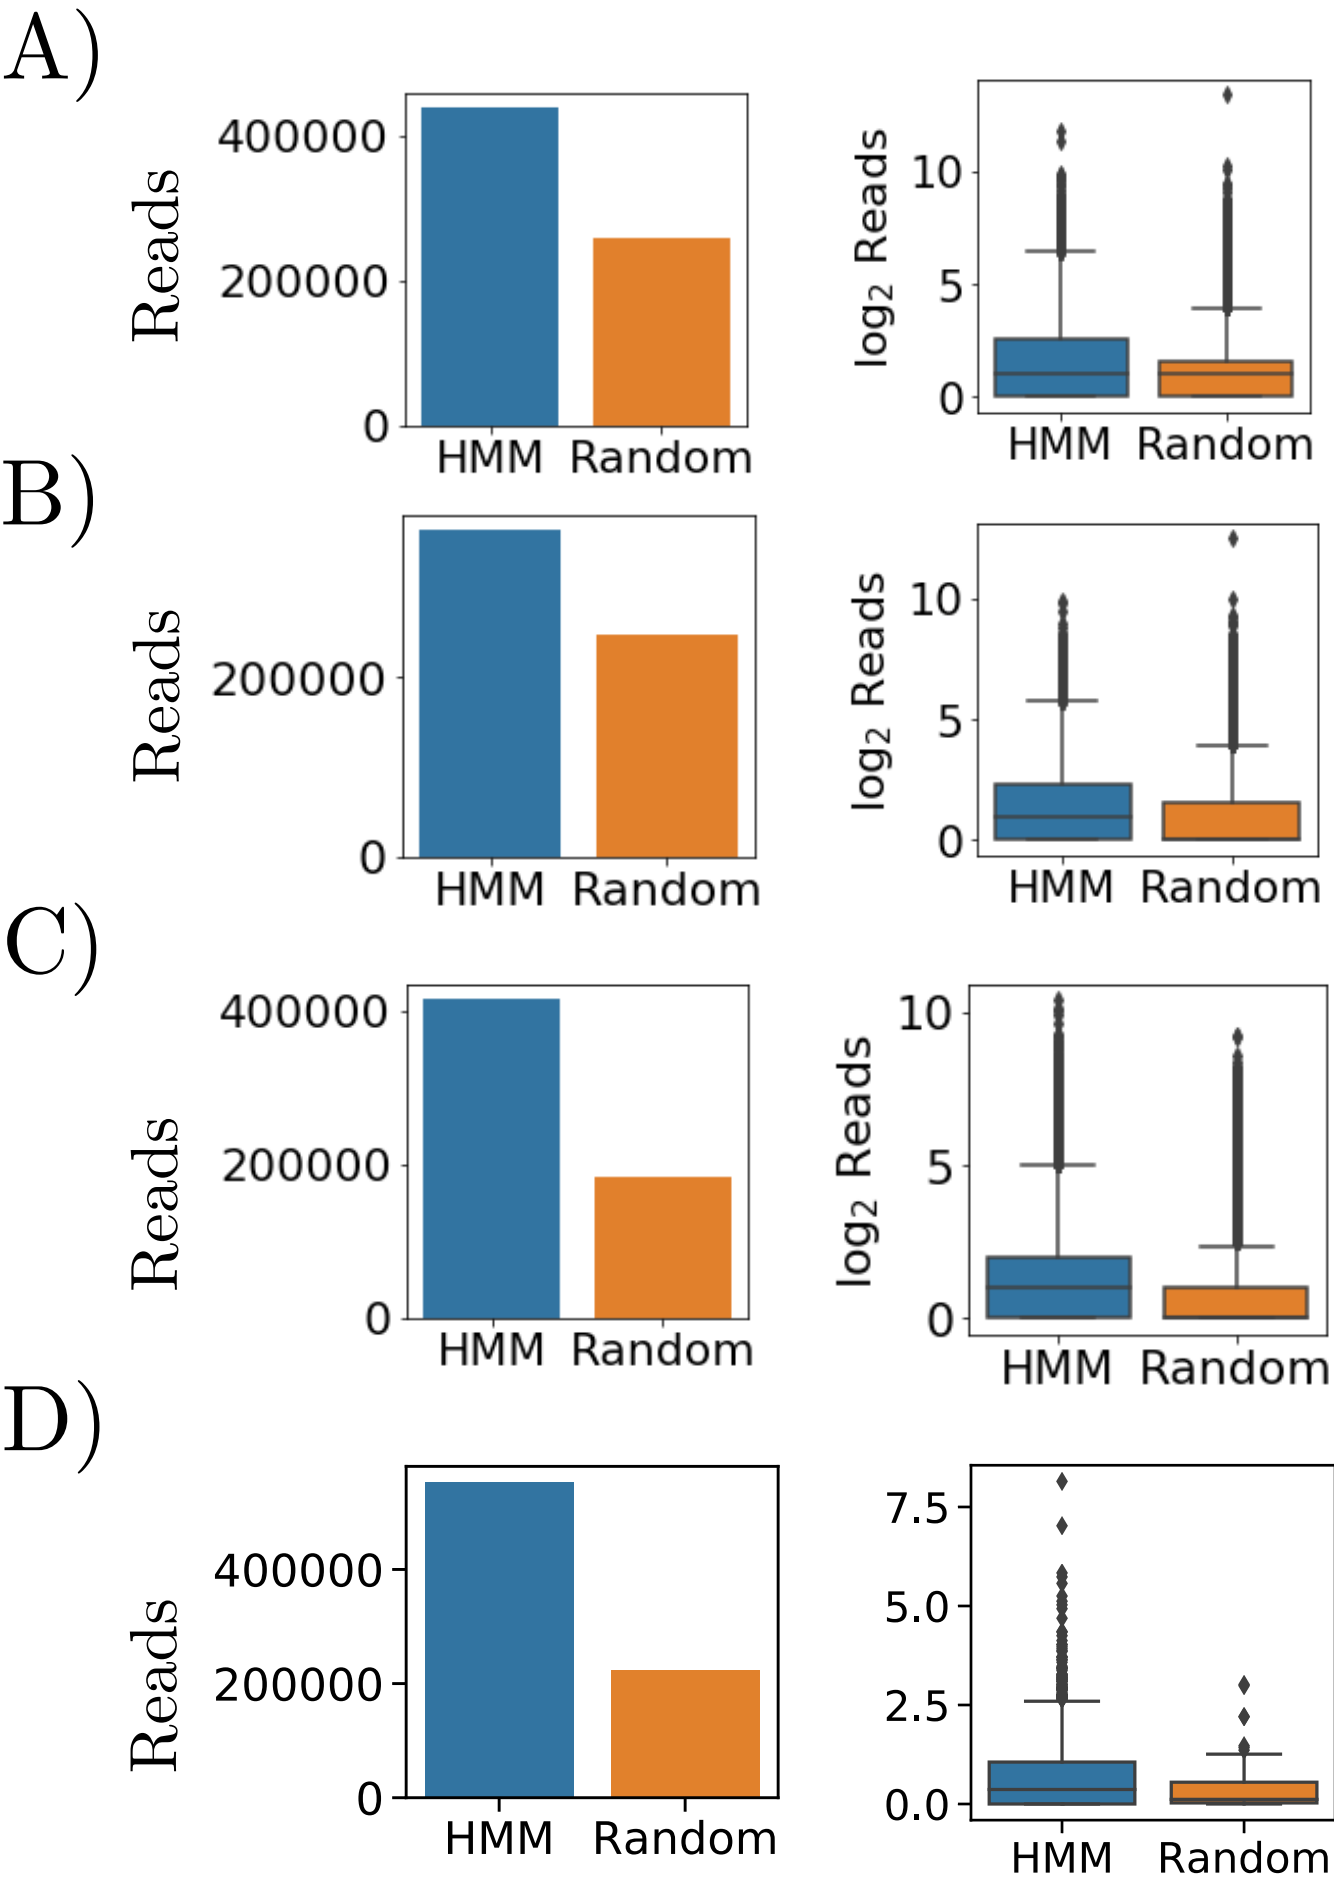 A)
Reads
400000
200000
0
HMM Random
log₂ Reads
10
5
0
HMM Random
B)
Reads
200000
0
HMM Random
log₂ Reads
10
5
0
HMM Random
C)
Reads
400000
200000
0
HMM Random
log₂ Reads
10
5
0
HMM Random
D)
Reads
400000
200000
0
HMM Random
7.5
5.0
2.5
0.0
HMM Random